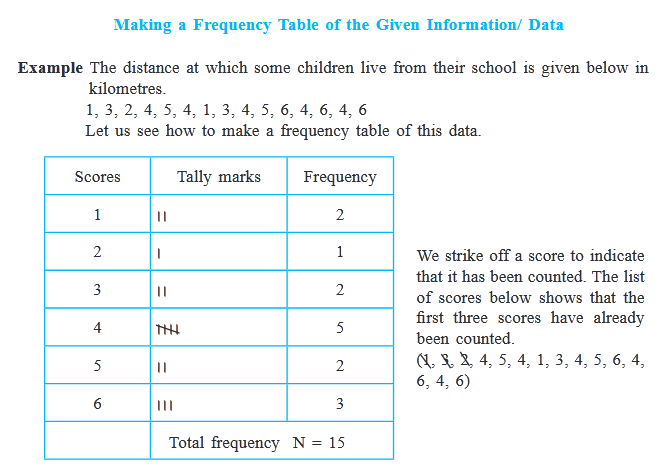 Making a Frequency Table of the Given Information/ Data
Example The distance at which some children live from their school is given below in
kilometres.
1, 3, 2, 4, 5, 4, 1, 3, 4, 5, 6, 4, 6, 4, 6
Let us see how to make a frequency table of this data.
Scores Tally marks Frequency
1 || 2
2 | 1
3 || 2
4 𝍸 5
5 || 2
6 ||| 3
Total frequency N = 15
We strike off a score to indicate
that it has been counted. The list
of scores below shows that the
first three scores have already
been counted.
(1, 3, 2, 4, 5, 4, 1, 3, 4, 5, 6, 4,
6, 4, 6)